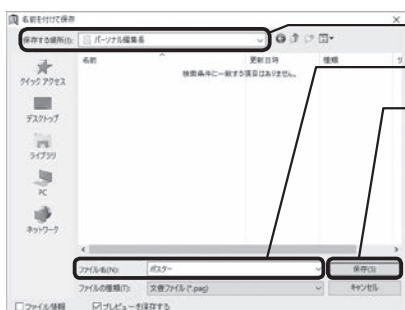 名前を付けて保存
保存する場所(I): パーソナル編集長
名前 更新日時 種類 サ
検索条件に一致する項目はありません。
クイック アクセス
デスクトップ
ライブラリ
PC
ネットワーク
ファイル名(N): ポスター 保存(S)
ファイルの種類(T): 文書ファイル (*.pag) キャンセル
ファイル情報 プレビューを保存する